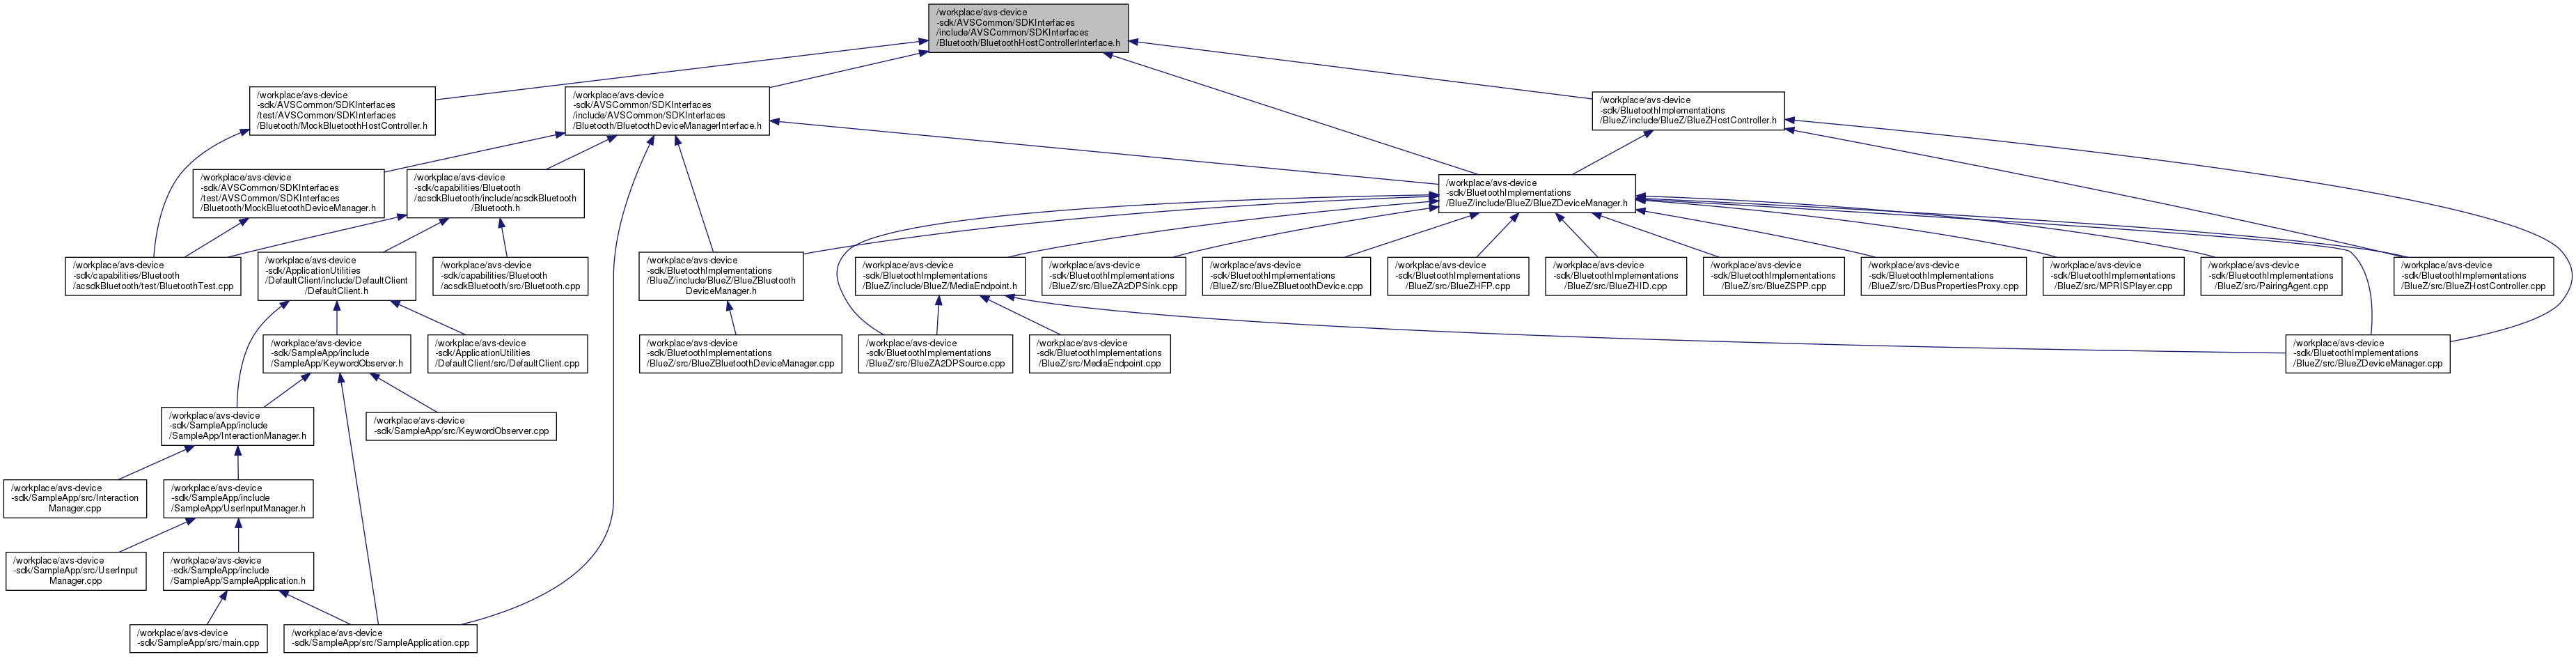 /workplace/avs-device
-sdk/AVSCommon/SDKInterfaces
/include/AVSCommon/SDKInterfaces
/Bluetooth/BluetoothHostControllerInterface.h
/workplace/avs-device
-sdk/AVSCommon/SDKInterfaces
/test/AVSCommon/SDKInterfaces
/Bluetooth/MockBluetoothHostController.h
/workplace/avs-device
-sdk/AVSCommon/SDKInterfaces
/include/AVSCommon/SDKInterfaces
/Bluetooth/BluetoothDeviceManagerInterface.h
/workplace/avs-device
-sdk/BluetoothImplementations
/BlueZ/include/BlueZ/BlueZHostController.h
/workplace/avs-device
-sdk/AVSCommon/SDKInterfaces
/test/AVSCommon/SDKInterfaces
/Bluetooth/MockBluetoothDeviceManager.h
/workplace/avs-device
-sdk/capabilities/Bluetooth
/acsdkBluetooth/include/acsdkBluetooth
/Bluetooth.h
/workplace/avs-device
-sdk/BluetoothImplementations
/BlueZ/include/BlueZ/BlueZDeviceManager.h
/workplace/avs-device
-sdk/capabilities/Bluetooth
/acsdkBluetooth/test/BluetoothTest.cpp
/workplace/avs-device
-sdk/ApplicationUtilities
/DefaultClient/include/DefaultClient
/DefaultClient.h
/workplace/avs-device
-sdk/capabilities/Bluetooth
/acsdkBluetooth/src/Bluetooth.cpp
/workplace/avs-device
-sdk/BluetoothImplementations
/BlueZ/include/BlueZ/BlueZBluetooth
DeviceManager.h
/workplace/avs-device
-sdk/BluetoothImplementations
/BlueZ/include/BlueZ/MediaEndpoint.h
/workplace/avs-device
-sdk/BluetoothImplementations
/BlueZ/src/BlueZA2DPSink.cpp
/workplace/avs-device
-sdk/BluetoothImplementations
/BlueZ/src/BlueZBluetoothDevice.cpp
/workplace/avs-device
-sdk/BluetoothImplementations
/BlueZ/src/BlueZHFP.cpp
/workplace/avs-device
-sdk/BluetoothImplementations
/BlueZ/src/BlueZHID.cpp
/workplace/avs-device
-sdk/BluetoothImplementations
/BlueZ/src/BlueZSPP.cpp
/workplace/avs-device
-sdk/BluetoothImplementations
/BlueZ/src/DBusPropertiesProxy.cpp
/workplace/avs-device
-sdk/BluetoothImplementations
/BlueZ/src/MPRISPlayer.cpp
/workplace/avs-device
-sdk/BluetoothImplementations
/BlueZ/src/PairingAgent.cpp
/workplace/avs-device
-sdk/BluetoothImplementations
/BlueZ/src/BlueZHostController.cpp
/workplace/avs-device
-sdk/SampleApp/include
/SampleApp/KeywordObserver.h
/workplace/avs-device
-sdk/ApplicationUtilities
/DefaultClient/src/DefaultClient.cpp
/workplace/avs-device
-sdk/BluetoothImplementations
/BlueZ/src/BlueZBluetoothDeviceManager.cpp
/workplace/avs-device
-sdk/BluetoothImplementations
/BlueZ/src/BlueZA2DPSource.cpp
/workplace/avs-device
-sdk/BluetoothImplementations
/BlueZ/src/MediaEndpoint.cpp
/workplace/avs-device
-sdk/BluetoothImplementations
/BlueZ/src/BlueZDeviceManager.cpp
/workplace/avs-device
-sdk/SampleApp/include
/SampleApp/InteractionManager.h
/workplace/avs-device
-sdk/SampleApp/src/KeywordObserver.cpp
/workplace/avs-device
-sdk/SampleApp/src/Interaction
Manager.cpp
/workplace/avs-device
-sdk/SampleApp/include
/SampleApp/UserInputManager.h
/workplace/avs-device
-sdk/SampleApp/src/UserInput
Manager.cpp
/workplace/avs-device
-sdk/SampleApp/include
/SampleApp/SampleApplication.h
/workplace/avs-device
-sdk/SampleApp/src/main.cpp
/workplace/avs-device
-sdk/SampleApp/src/SampleApplication.cpp